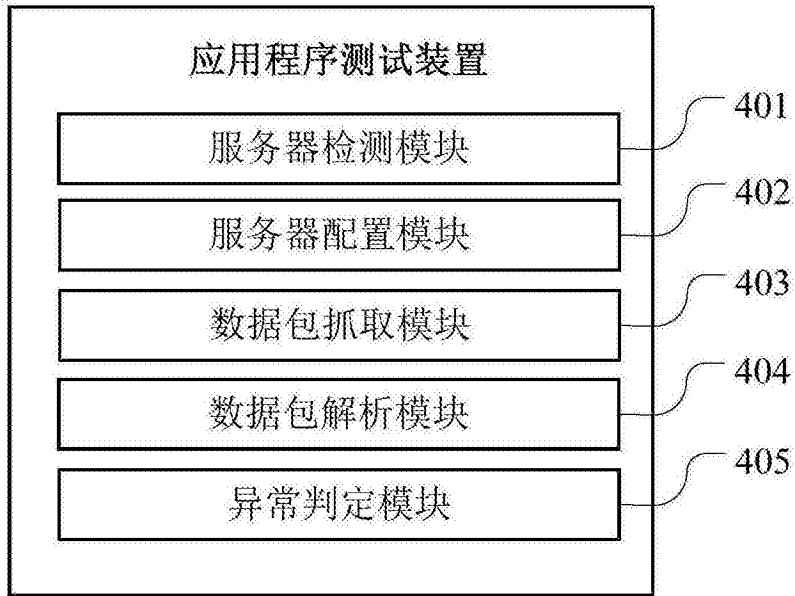 应用程序测试装置
服务器检测模块
401
服务器配置模块
402
数据包抓取模块
403
数据包解析模块
404
异常判定模块
405